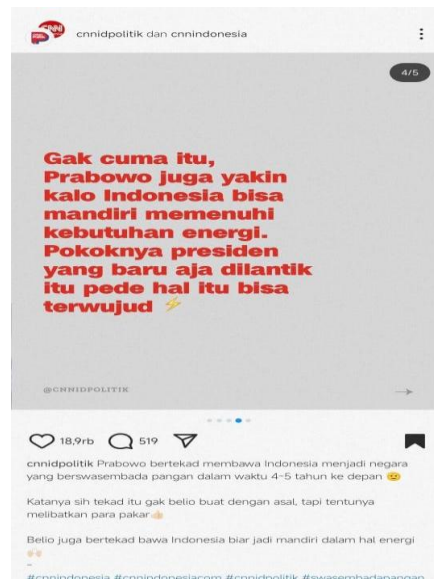 cnnidpolitik dan cnnindonesia
4/5
Gak cuma itu,
Prabowo juga yakin
kalo Indonesia bisa
mandiri memenuhi
kebutuhan energi.
Pokoknya presiden
yang baru aja dilantik
itu pede hal itu bisa
terwujud ⚡
@CNNIDPOLITIK
18,9rb 519
cnnidpolitik Prabowo bertekad membawa Indonesia menjadi negara
yang berswasembada pangan dalam waktu 4-5 tahun ke depan 🫡
Katanya sih tekad itu gak belio buat dengan asal, tapi tentunya
melibatkan para pakar👍🏻
Belio juga bertekad bawa Indonesia biar jadi mandiri dalam hal energi
🙌🏻
-
#cnnindonesia #cnnindonesiacom #cnnidpolitik #swasembadapangan